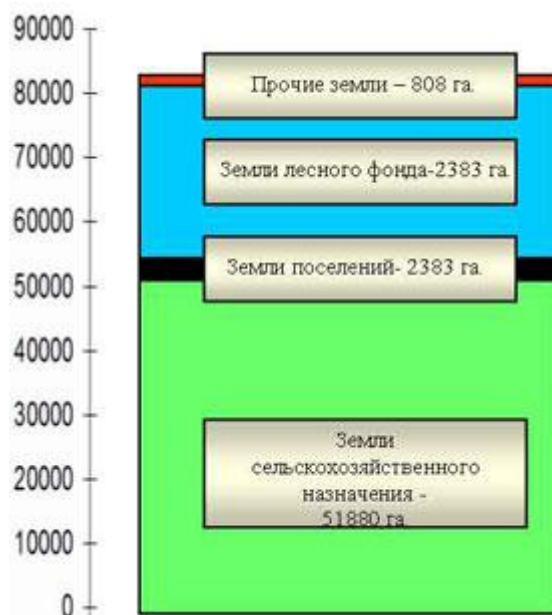 90000
80000
70000
60000
50000
40000
30000
20000
10000
0
Прочие земли – 808 га.
Земли лесного фонда-2383 га
Земли поселений- 2383 га.
Земли
сельскохозяйственного
назначения -
51880 га